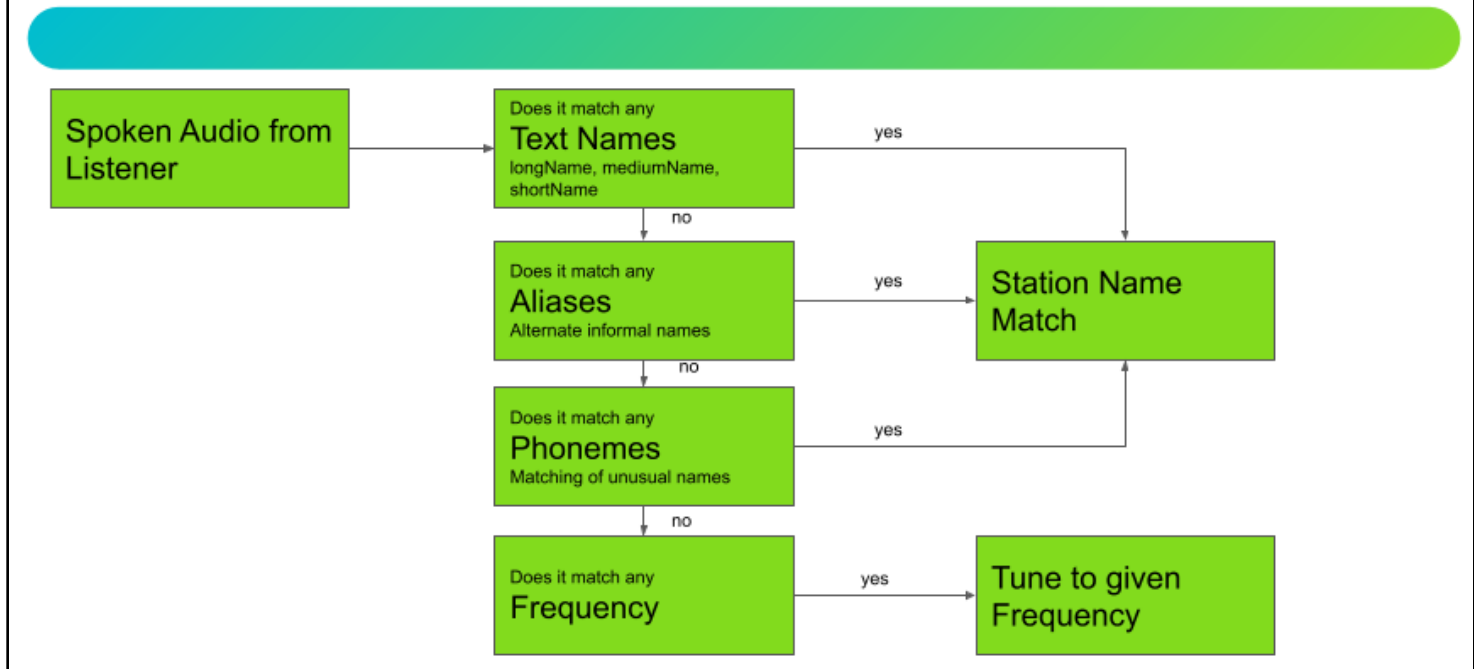 Spoken Audio from
Listener
Does it match any
Text Names
longName, mediumName,
shortName
yes
no
Does it match any
Aliases
Alternate informal names
yes
Station Name
Match
no
Does it match any
Phonemes
Matching of unusual names
yes
no
Does it match any
Frequency
yes
Tune to given
Frequency